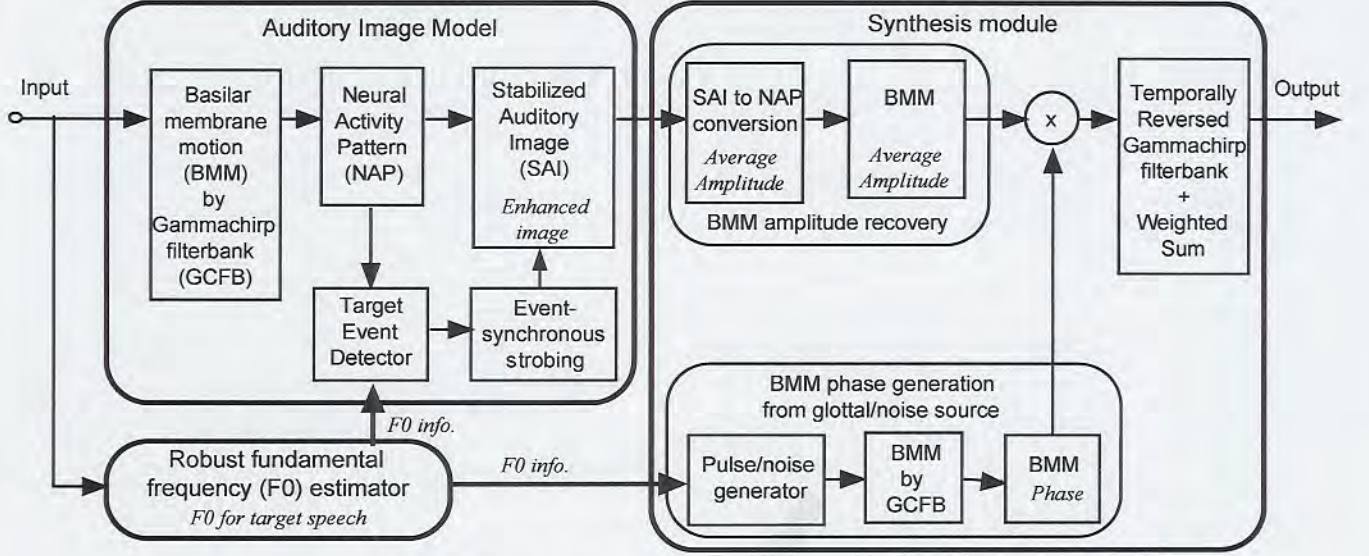 Auditory Image Model
Synthesis module
Input
Basilar
membrane
motion
(BMM)
by
Gammachirp
filterbank
(GCFB)
Neural
Activity
Pattern
(NAP)
Stabilized
Auditory
Image
(SAI)
Enhanced
image
Target
Event
Detector
Event-
synchronous
strobing
SAI to NAP
conversion
Average
Amplitude
BMM
Average
Amplitude
BMM amplitude recovery
x
Temporally
Reversed
Gammachirp
filterbank
+
Weighted
Sum
Output
F0 info.
Robust fundamental
frequency (F0) estimator
F0 for target speech
F0 info.
BMM phase generation
from glottal/noise source
Pulse/noise
generator
BMM
by
GCFB
BMM
Phase